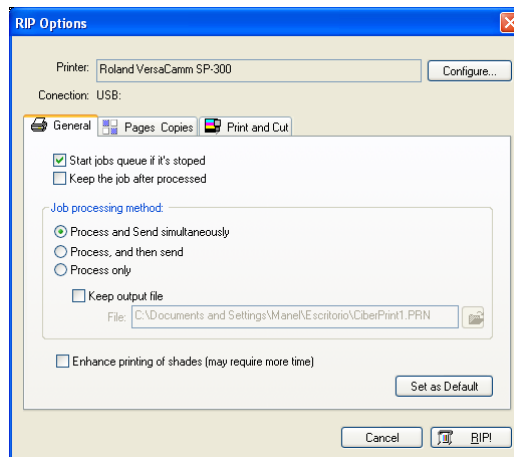 RIP Options
Printer: Roland VersaCamm SP-300 Configure...
Conection: USB:
General Pages Copies Print and Cut
Start jobs queue if it's stoped
Keep the job after processed
Job processing method:
Process and Send simultaneously
Process, and then send
Process only
Keep output file
File: C:\Documents and Settings\Manel\Escritorio\CiberPrint1.PRN
Enhance printing of shades (may require more time)
Set as Default
Cancel RIP!